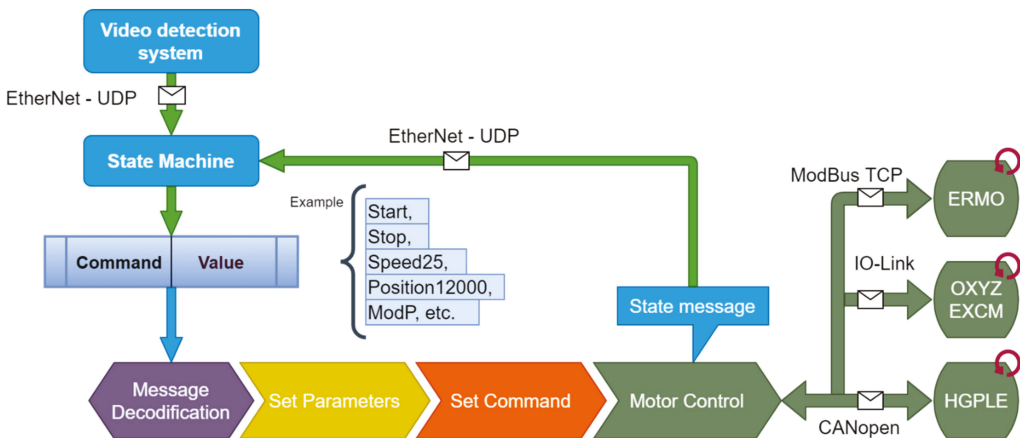 Video detection
system
EtherNet - UDP
EtherNet - UDP
State Machine
ModBus TCP
ERMO
Example
Start,
Stop,
Speed25,
Position12000,
ModP, etc.
Command
Value
IO-Link
OXYZ
EXCM
State message
Message
Decodification
Set Parameters
Set Command
Motor Control
HGPLE
CANopen